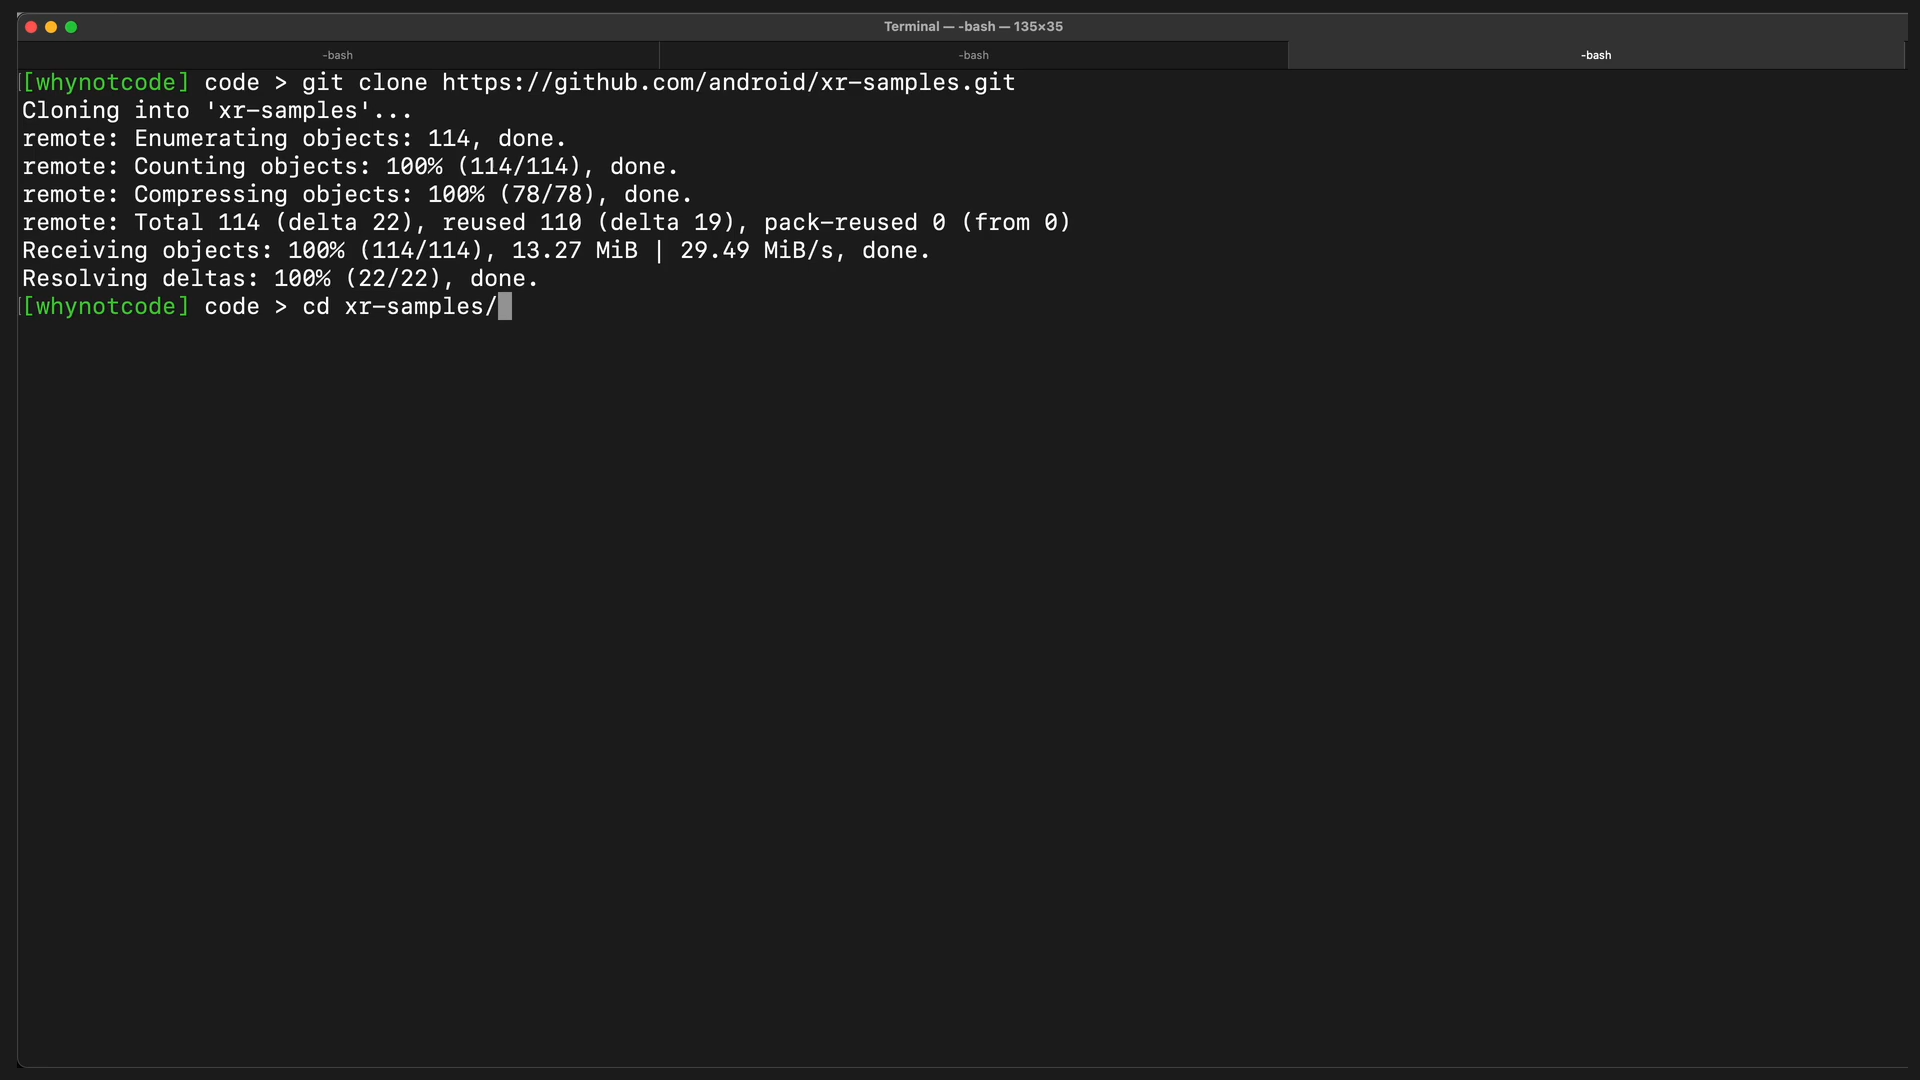 Terminal — -bash — 135×35
-bash
-bash
-bash
[[whynotcode] code > git clone https://github.com/android/xr-samples.git
Cloning into 'xr-samples'...
remote: Enumerating objects: 114, done.
remote: Counting objects: 100% (114/114), done.
remote: Compressing objects: 100% (78/78), done.
remote: Total 114 (delta 22), reused 110 (delta 19), pack-reused 0 (from 0)
Receiving objects: 100% (114/114), 13.27 MiB | 29.49 MiB/s, done.
Resolving deltas: 100% (22/22), done.
[[whynotcode] code > cd xr-samples/